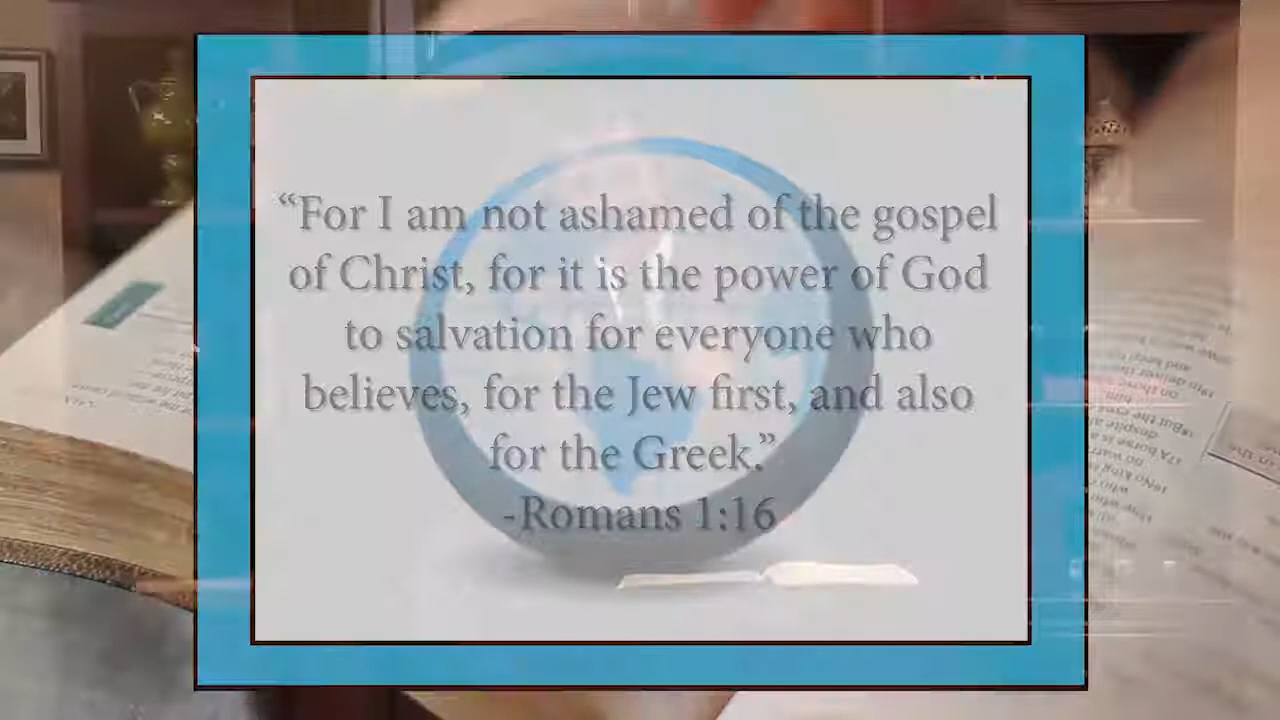 “For I am not ashamed of the gospel
of Christ, for it is the power of God
to salvation for everyone who
believes, for the Jew first, and also
for the Greek.”
-Romans 1:16